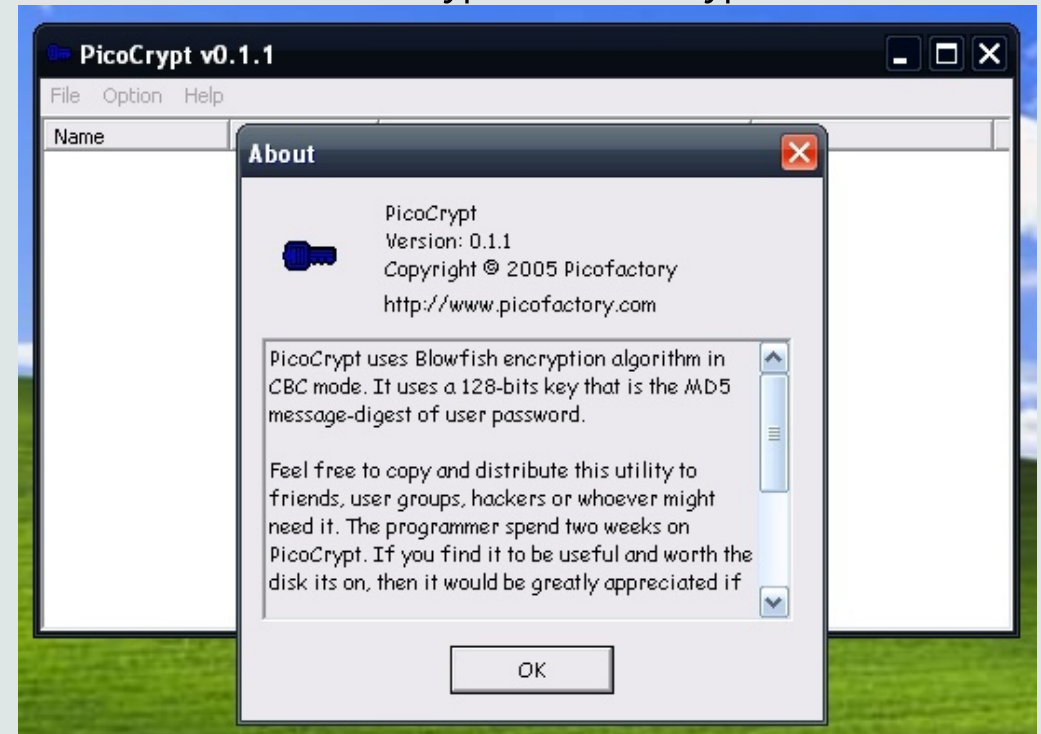 PicoCrypt v0.1.1
File Option Help
Name
About
PicoCrypt
Version: 0.1.1
Copyright © 2005 Picofactory
http://www.picofactory.com
PicoCrypt uses Blowfish encryption algorithm in
CBC mode. It uses a 128-bits key that is the MD5
message-digest of user password.
Feel free to copy and distribute this utility to
friends, user groups, hackers or whoever might
need it. The programmer spend two weeks on
PicoCrypt. If you find it to be useful and worth the
disk its on, then it would be greatly appreciated if
OK